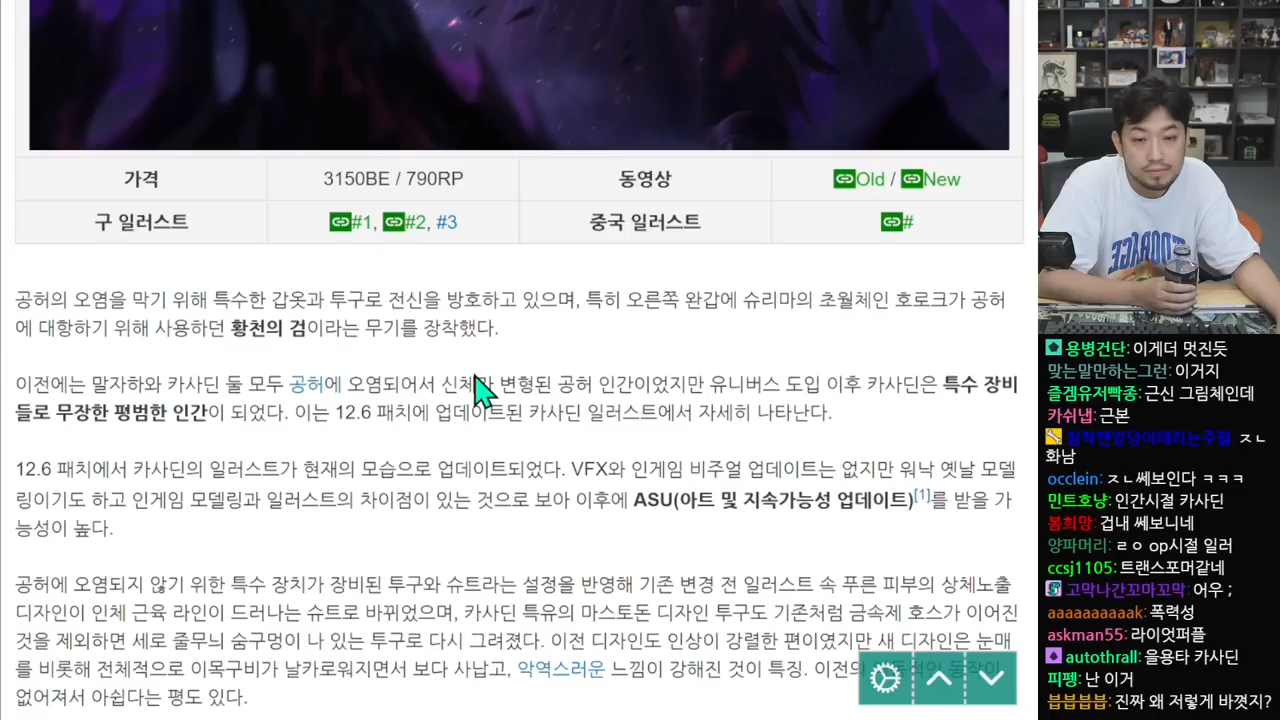 가격 3150BE / 790RP 동영상 Old / New
구 일러스트 #1, #2, #3 중국 일러스트 #
공허의 오염을 막기 위해 특수한 갑옷과 투구로 전신을 방호하고 있으며, 특히 오른쪽 완갑에 슈리마의 초월체인 호로크가 공허
에 대항하기 위해 사용하던 황천의 검이라는 무기를 장착했다.
이전에는 말자하와 카사딘 둘 모두 공허에 오염되어서 변형된 공허 인간이었지만 유니버스 도입 이후 카사딘은 특수 장비
들로 무장한 평범한 인간이 되었다. 이는 12.6 패치에 업데이트된 카사딘 일러스트에서 자세히 나타난다.
12.6 패치에서 카사딘의 일러스트가 현재의 모습으로 업데이트되었다. VFX와 인게임 비주얼 업데이트는 없지만 워낙 옛날 모델
링이기도 하고 인게임 모델링과 일러스트의 차이점이 있는 것으로 보아 이후에 ASU(아트 및 지속가능성 업데이트)[1]를 받을 가
능성이 높다.
공허에 오염되지 않기 위한 특수 장치가 장비된 투구와 슈트라는 설정을 반영해 기존 변경 전 일러스트 속 푸른 피부의 상체노출
디자인이 인체 근육 라인이 드러나는 슈트로 바뀌었으며, 카사딘 특유의 마스토돈 디자인 투구도 기존처럼 금속제 호스가 이어진
것을 제외하면 세로 줄무늬 숨구멍이 나 있는 투구로 다시 그려졌다. 이전 디자인도 인상이 강렬한 편이였지만 새 디자인은 눈매
를 비롯해 전체적으로 이목구비가 날카로워지면서 보다 사납고, 악역스러운 느낌이 강해진 것이 특징. 이전의
없어져서 아쉽다는 평도 있다.
용병건단: 이게더 멋진듯
맞는말만하는그런: 이거지
즐겜유저빡종: 근신 그림체인데
카쉬냅: 근본
침착맨엉덩이때리는주펄: ㅈㄴ
화남
occlein: ㅈㄴ쎄보인다 ㅋㅋㅋ
민트호냥: 인간시절 카사딘
봄희망: 겁내 쎄보니네
양파머리: ㄹㅇ op시절 일러
ccsj1105: 트랜스포머같네
고막나간꼬마꼬막: 어우 ;
aaaaaaaaaak: 폭력성
askman55: 라이엇퍼플
autothrall: 을용타 카사딘
피펭: 난 이거
븝븝븝븝: 진짜 왜 저렇게 바꼇지?